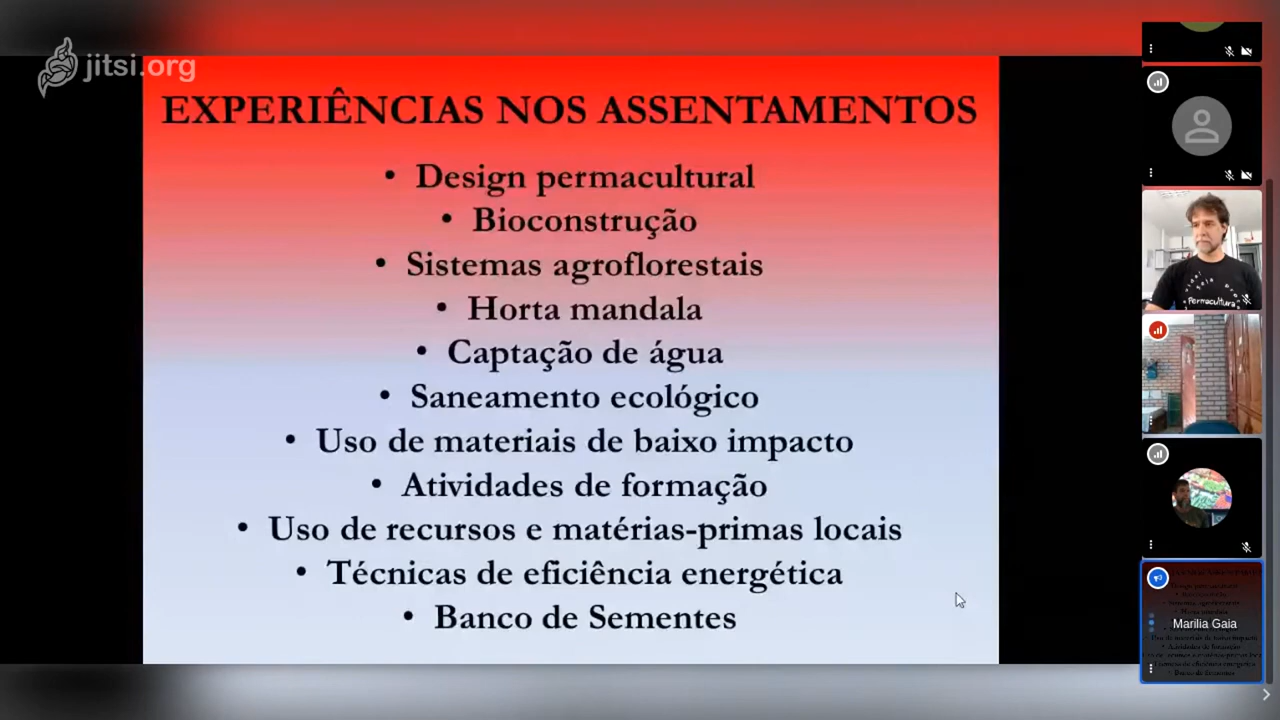 jitsi.org
EXPERIÊNCIAS NOS ASSENTAMENTOS
• Design permacultural
• Bioconstrução
• Sistemas agroflorestais
• Horta mandala
• Captação de água
• Saneamento ecológico
• Uso de materiais de baixo impacto
• Atividades de formação
• Uso de recursos e matérias-primas locais
• Técnicas de eficiência energética
• Banco de Sementes
Permacultura
Marilia Gaia